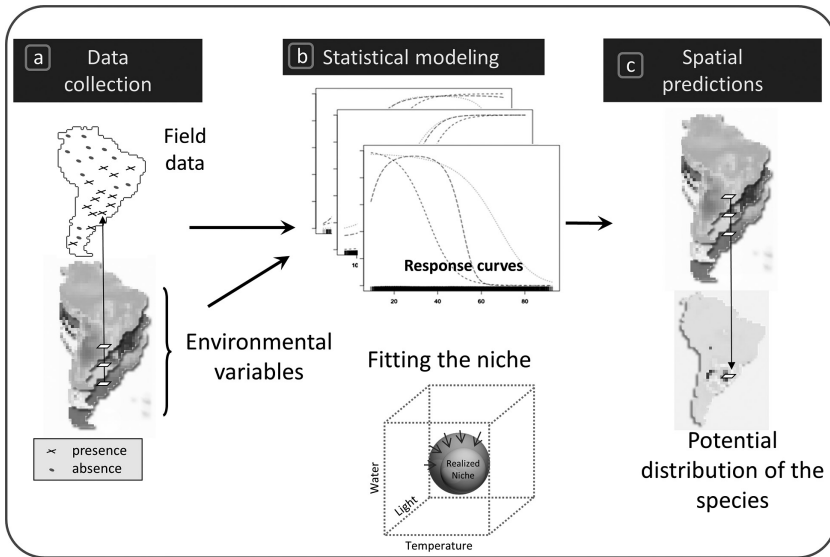 a Data
collection
Field
data
Environmental
variables
presence
absence
b Statistical modeling
10
Response curves
20 40 60 80
Fitting the niche
Realized
Niche
Water
Light
Temperature
c Spatial
predictions
Potential
distribution of the
species